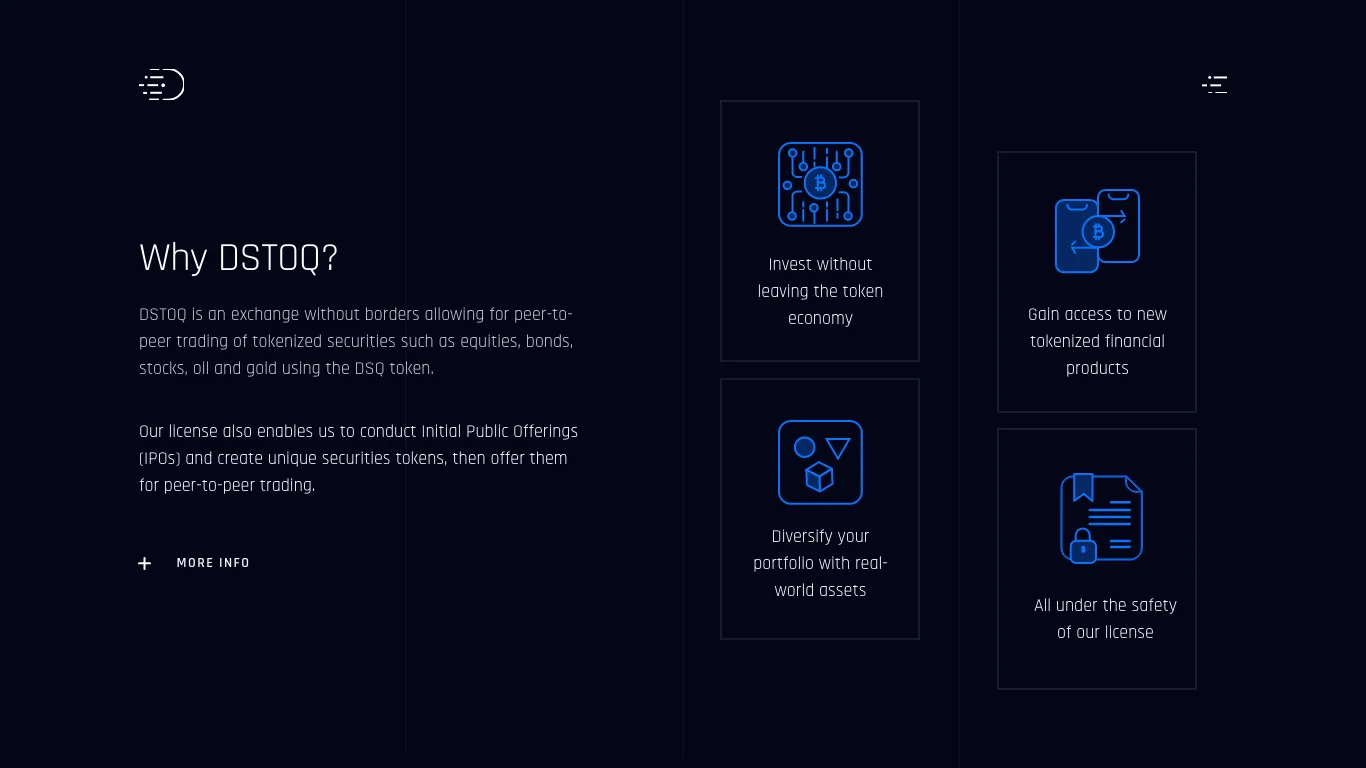 Why DSTOQ?
DSTOQ is an exchange without borders allowing for peer-to-
peer trading of tokenized securities such as equities, bonds,
stocks, oil and gold using the DSQ token.
Our license also enables us to conduct Initial Public Offerings
(IPOs) and create unique securities tokens, then offer them
for peer-to-peer trading.
MORE INFO
Invest without
leaving the token
economy
Diversify your
portfolio with real-
world assets
Gain access to new
tokenized financial
products
All under the safety
of our license